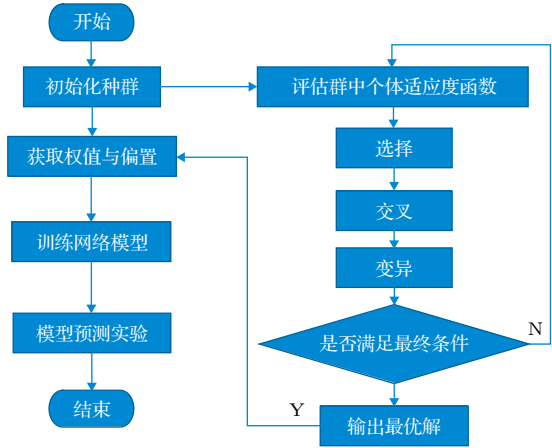 开始
初始化种群
获取权值与偏置
训练网络模型
模型预测实验
结束
评估群中个体适应度函数
选择
交叉
变异
是否满足最终条件
N
Y
输出最优解